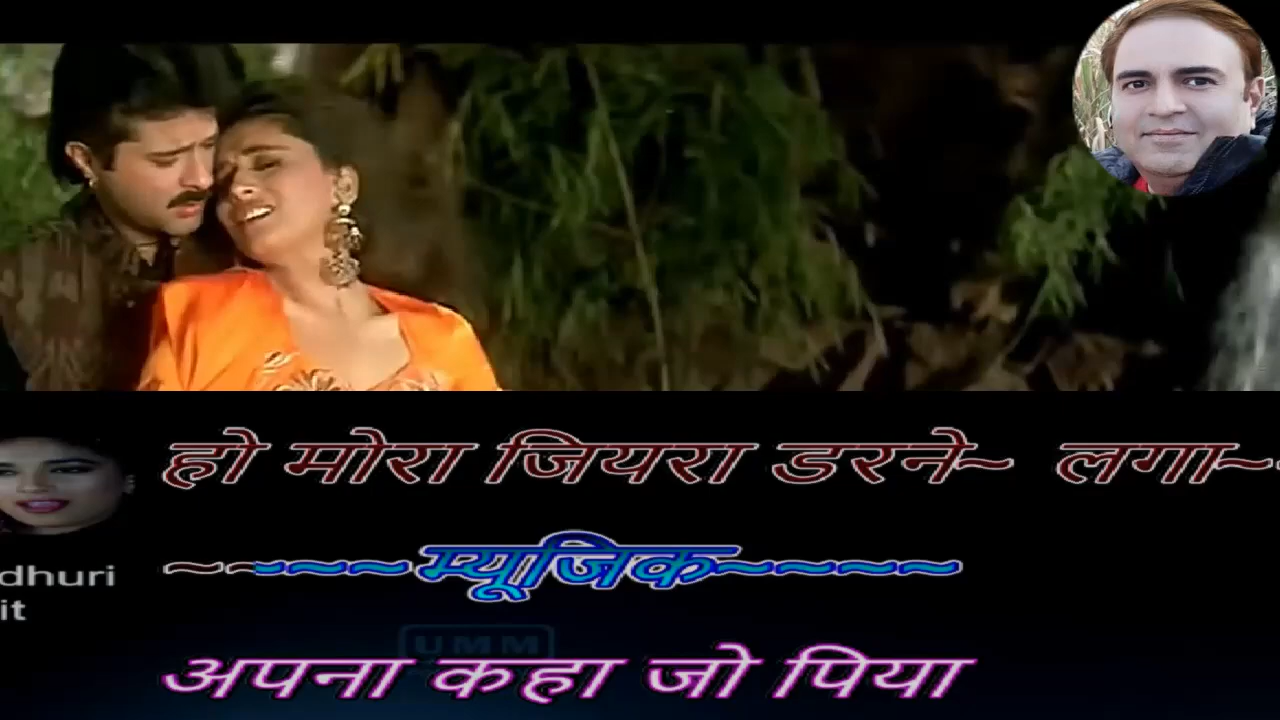 हो मोरा जियरा डरने~ लगा~~
~~~~~~म्यूजिक~~~~~
dhuri
it
UMM
अपना कहा जो पिया